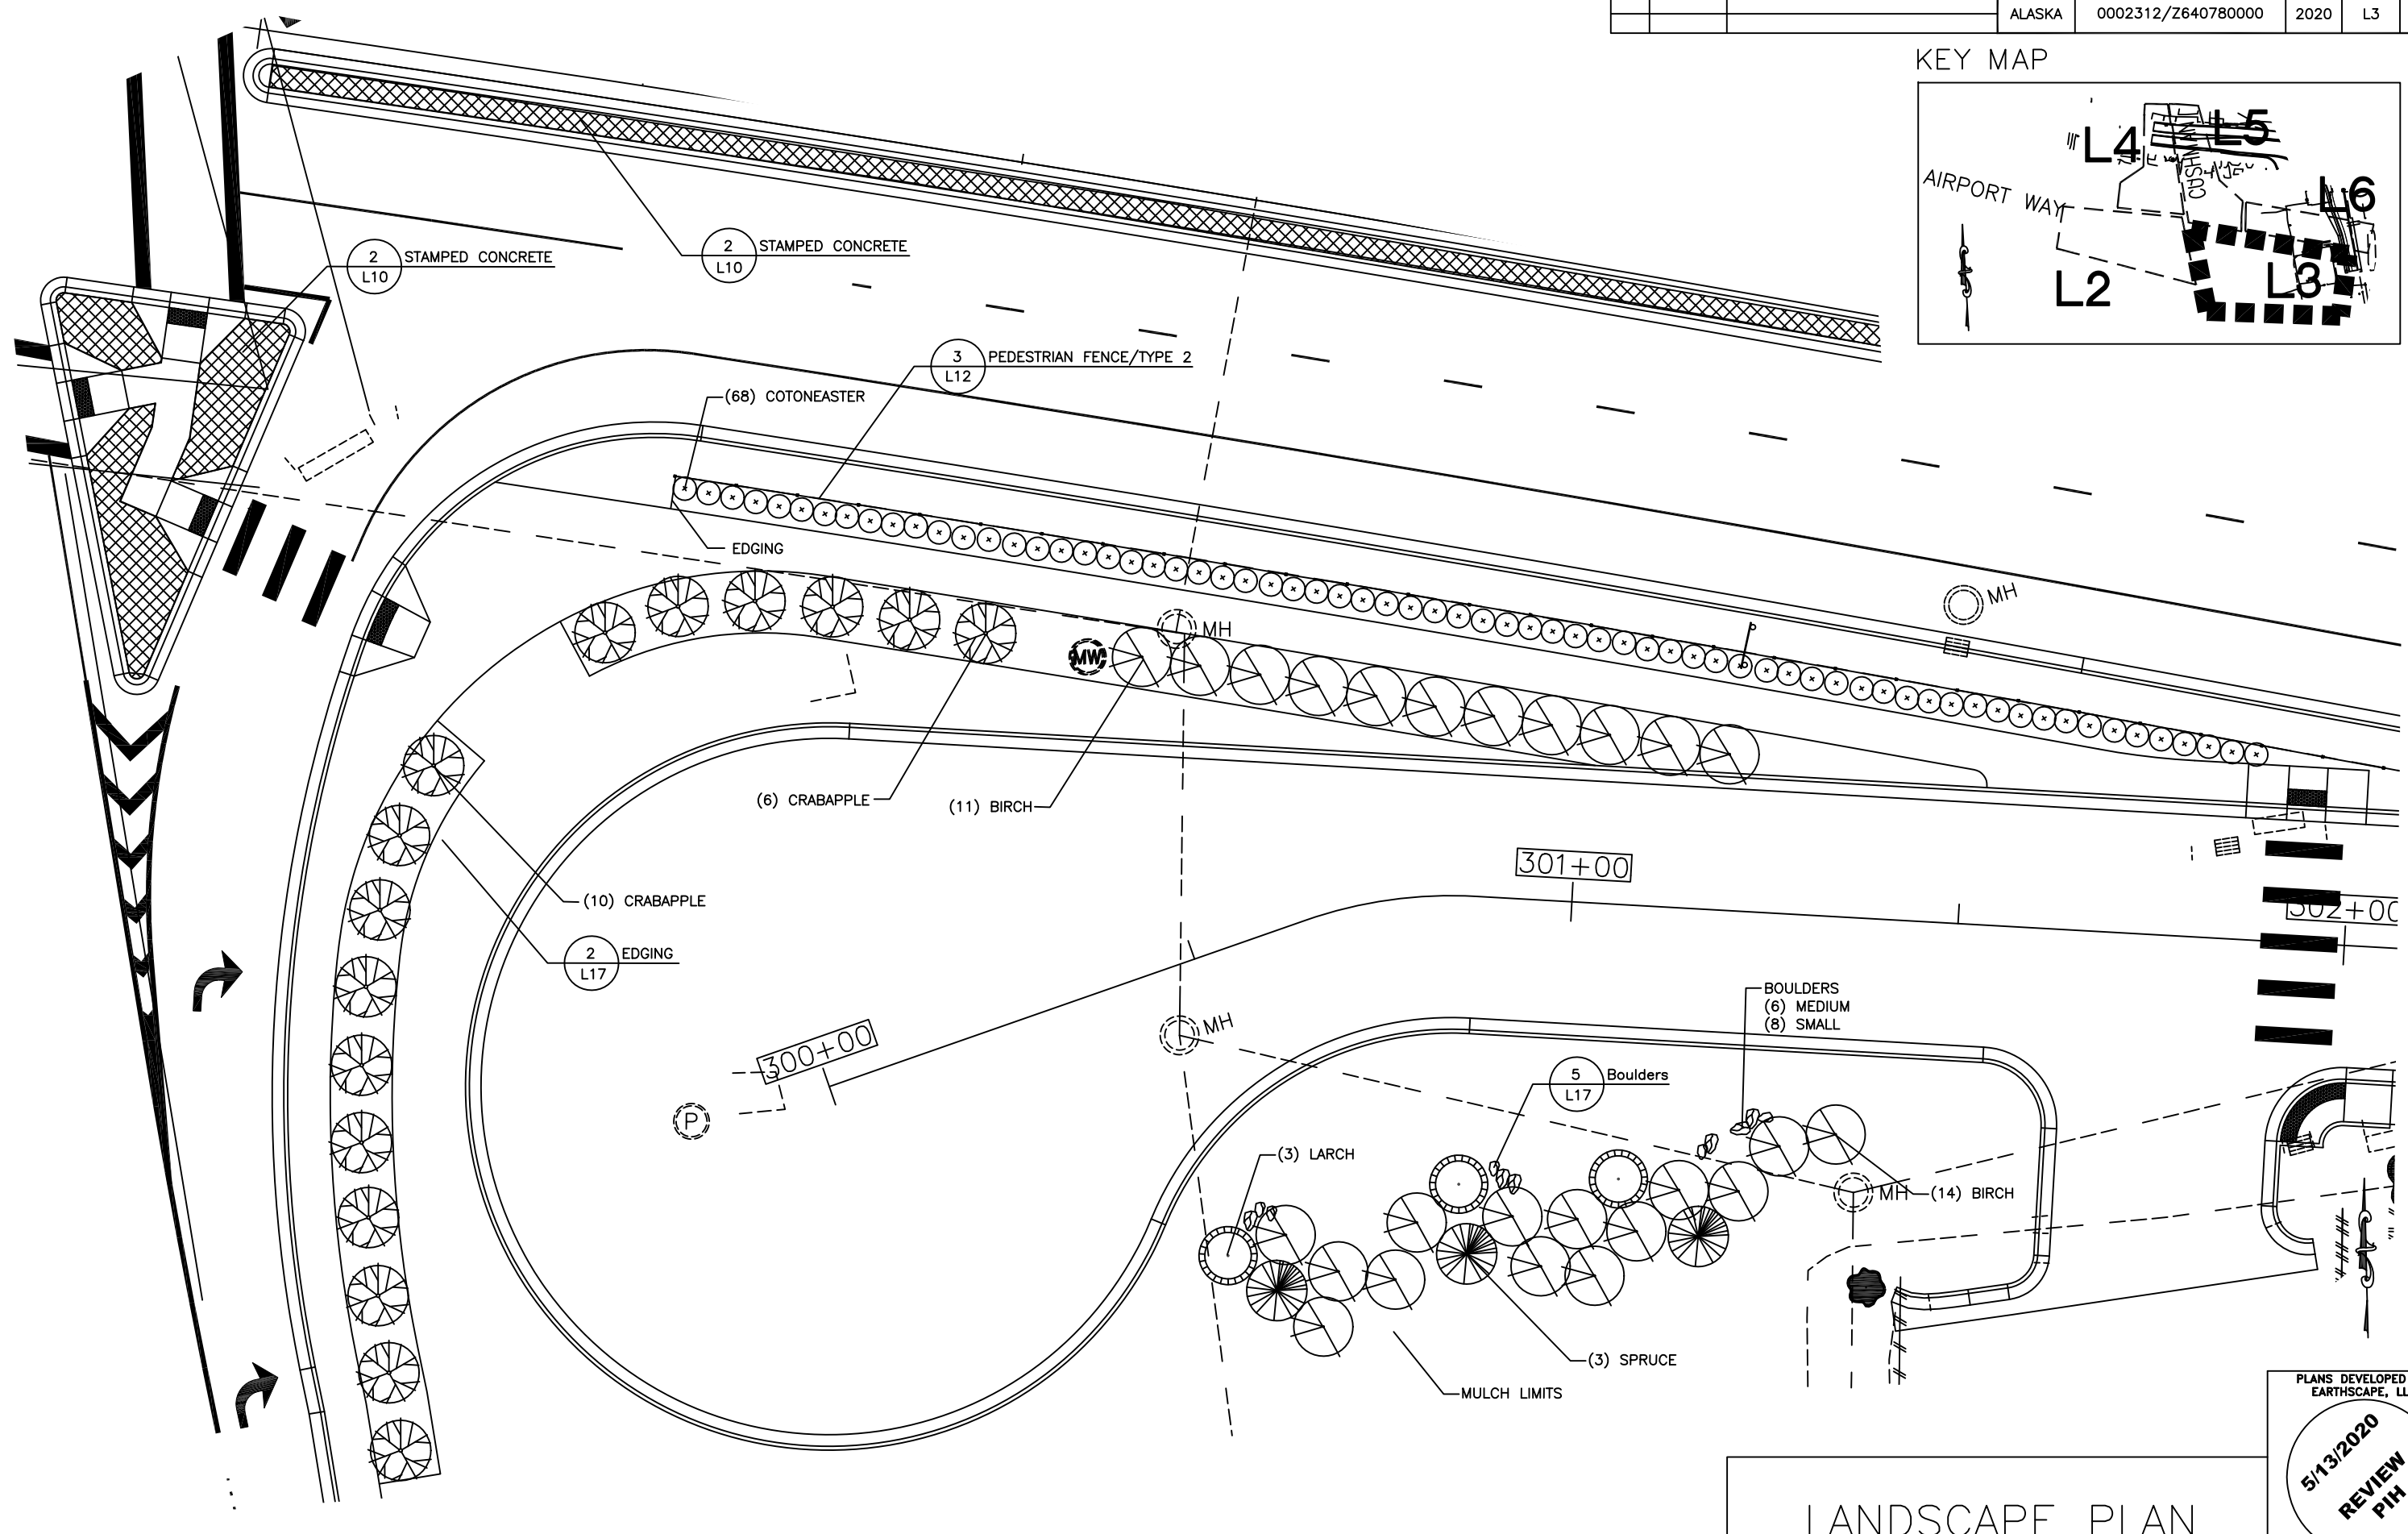 ALASKA 0002312/Z640780000 2020 L3
KEY MAP
L4
L5
L6
AIRPORT WAY
L2
L3
2
L10
STAMPED CONCRETE
2
L10
STAMPED CONCRETE
3
L12
PEDESTRIAN FENCE/TYPE 2
(68) COTONEASTER
EDGING
MH
MH
MW
(6) CRABAPPLE
(11) BIRCH
301+00
(10) CRABAPPLE
302+00
2
L17
EDGING
BOULDERS
(6) MEDIUM
(8) SMALL
300+00
MH
5
L17
Boulders
P
(3) LARCH
MH
(14) BIRCH
(3) SPRUCE
MULCH LIMITS
PLANS DEVELOPED
EARTHSCAPE,
5/13/2020
REVIEW
PIH
LANDSCAPE PLAN